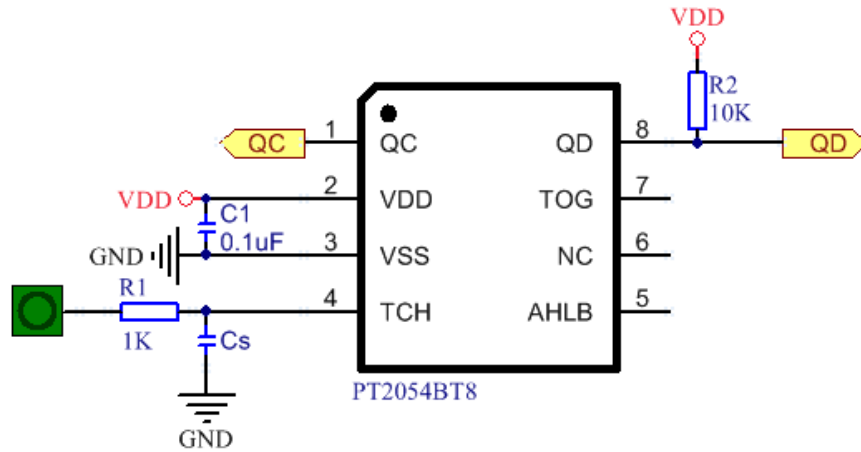 VDD
R2
10K
QC
1
QC
QD
8
QD
VDD
2
VDD
TOG
7
C1
0.1uF
GND
3
VSS
NC
6
R1
1K
4
TCH
AHLB
5
Cs
GND
PT2054BT8